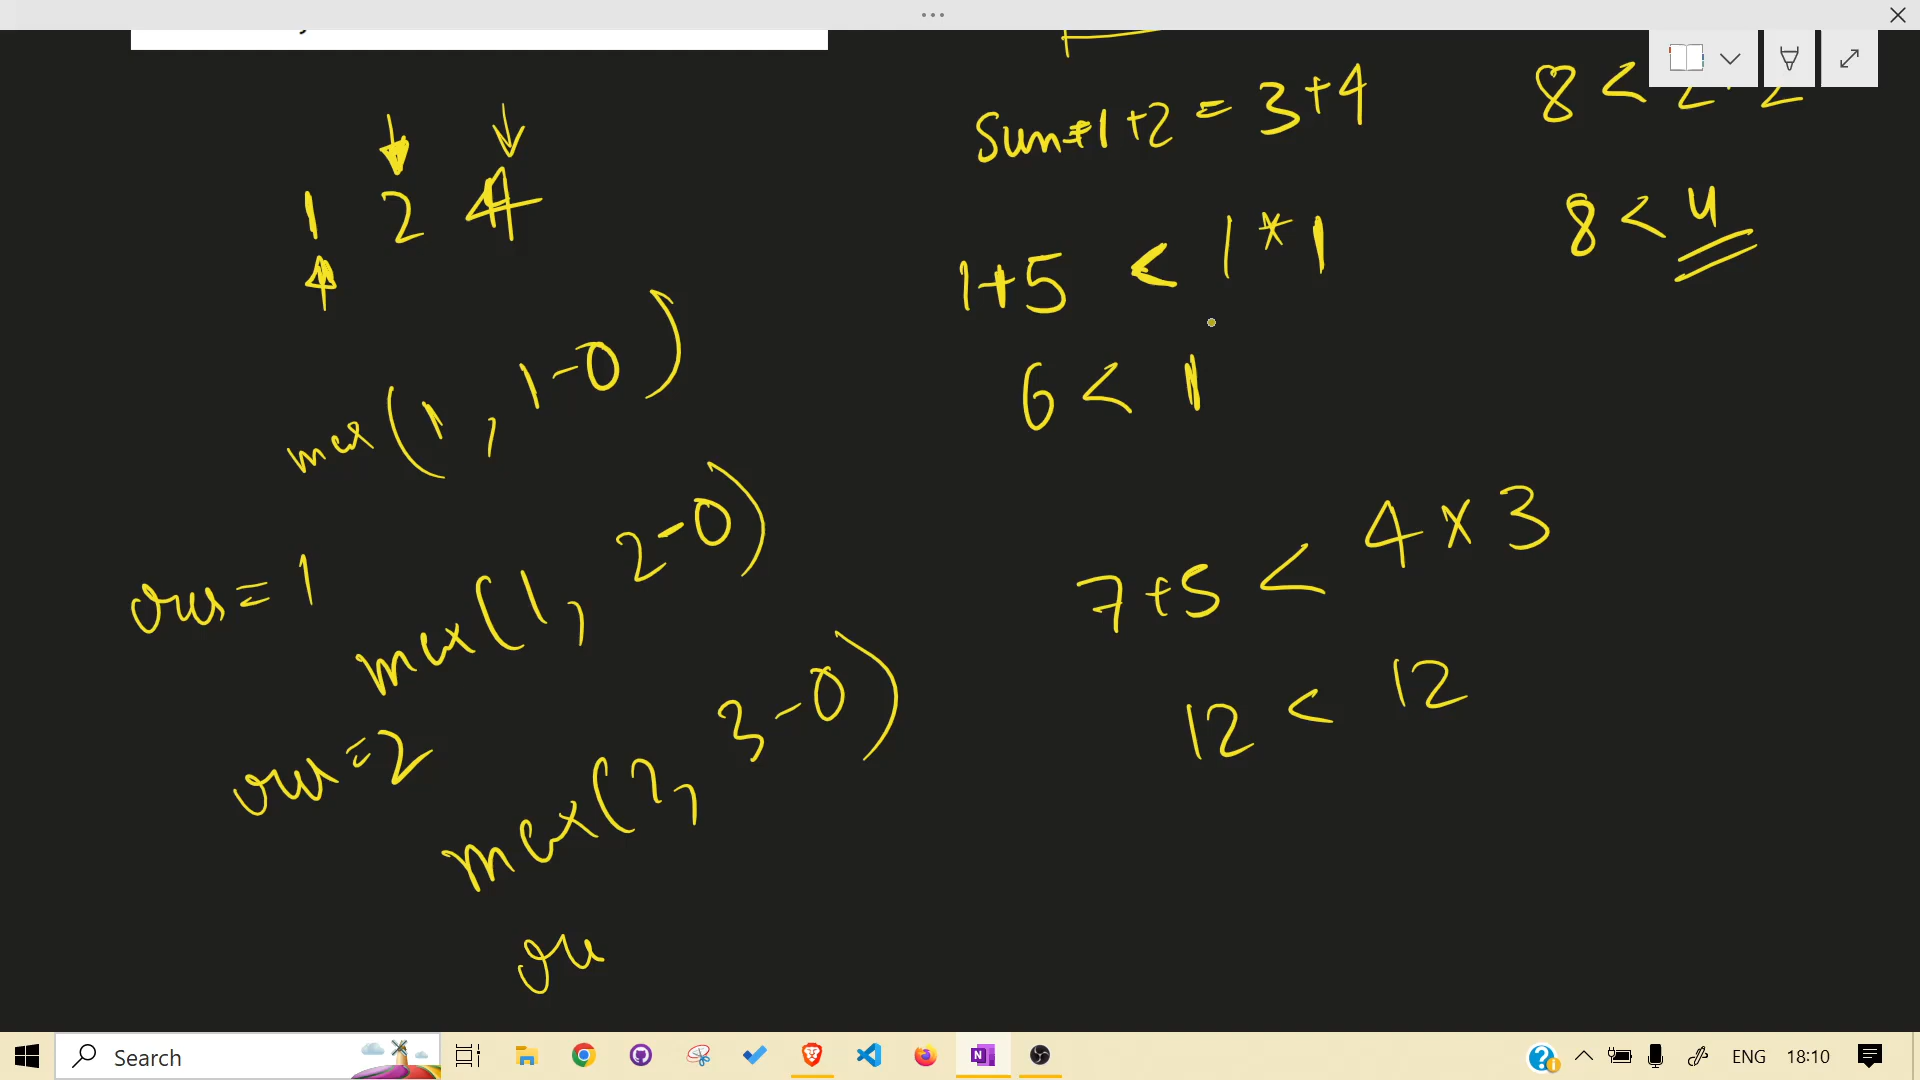 1 2 4
max(1, 1-0)
ans = 1
max(1, 2-0)
ans = 2
max(2, 3-0)
Sum = 1+2 = 3+4
1+5 < 1*1
6 < 1
7+5 < 4×3
12 < 12
8 < 2·2
8 < 4
Search
ENG 18:10